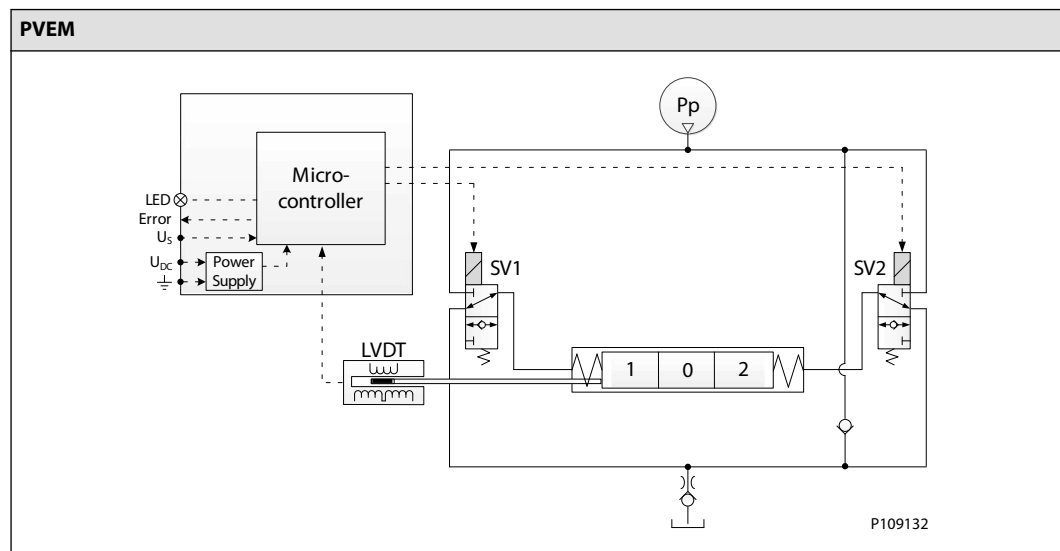 PVEM
Pp
Micro-
controller
LED
Error
US
UDC
Power
Supply
SV1
SV2
LVDT
1
0
2
P109132